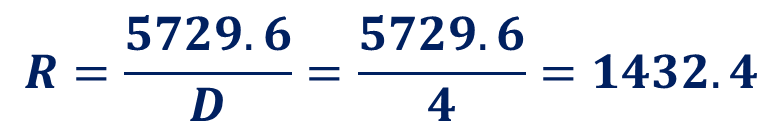 R = 5729.6 / D = 5729.6 / 4 = 1432.4